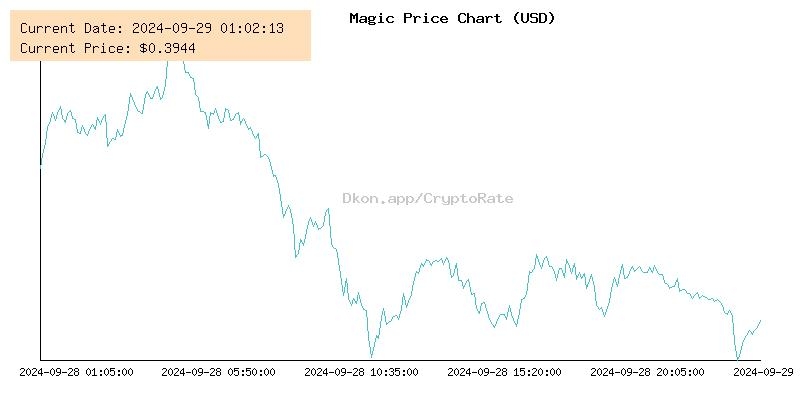 Magic Price Chart (USD)
Current Date: 2024-09-29 01:02:13
Current Price: $0.3944
Dkon.app/CryptoRate
2024-09-28 01:05:00 2024-09-28 05:50:00 2024-09-28 10:35:00 2024-09-28 15:20:00 2024-09-28 20:05:00 2024-09-29